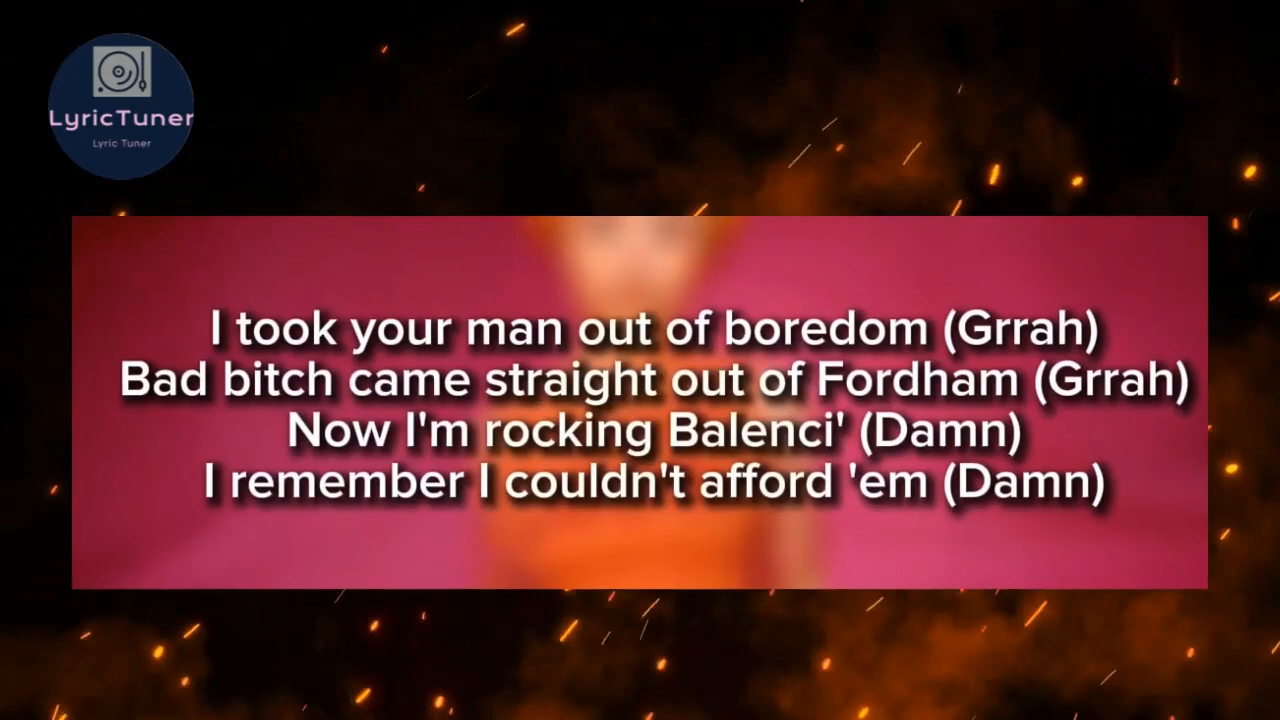 LyricTuner
Lyric Tuner
I took your man out of boredom (Grrah)
Bad bitch came straight out of Fordham (Grrah)
Now I'm rocking Balenci' (Damn)
I remember I couldn't afford 'em (Damn)